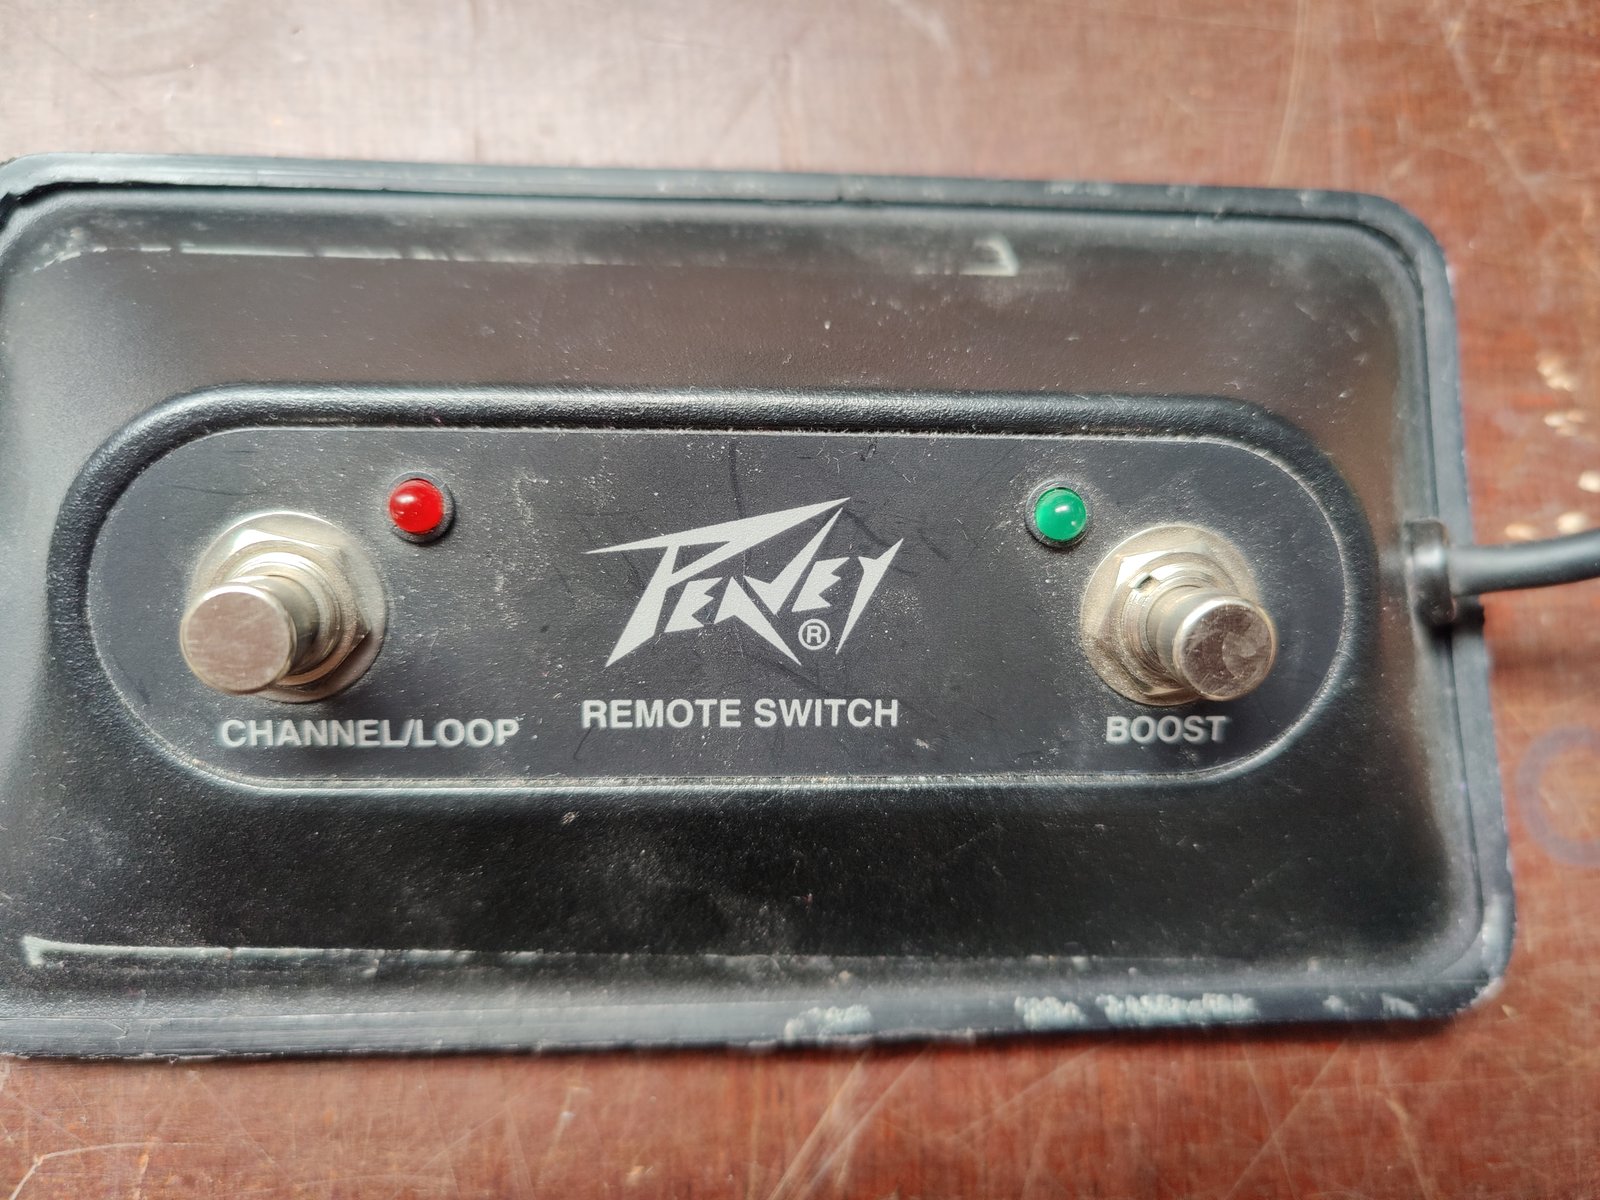 PEAVEY®
REMOTE SWITCH
CHANNEL/LOOP
BOOST